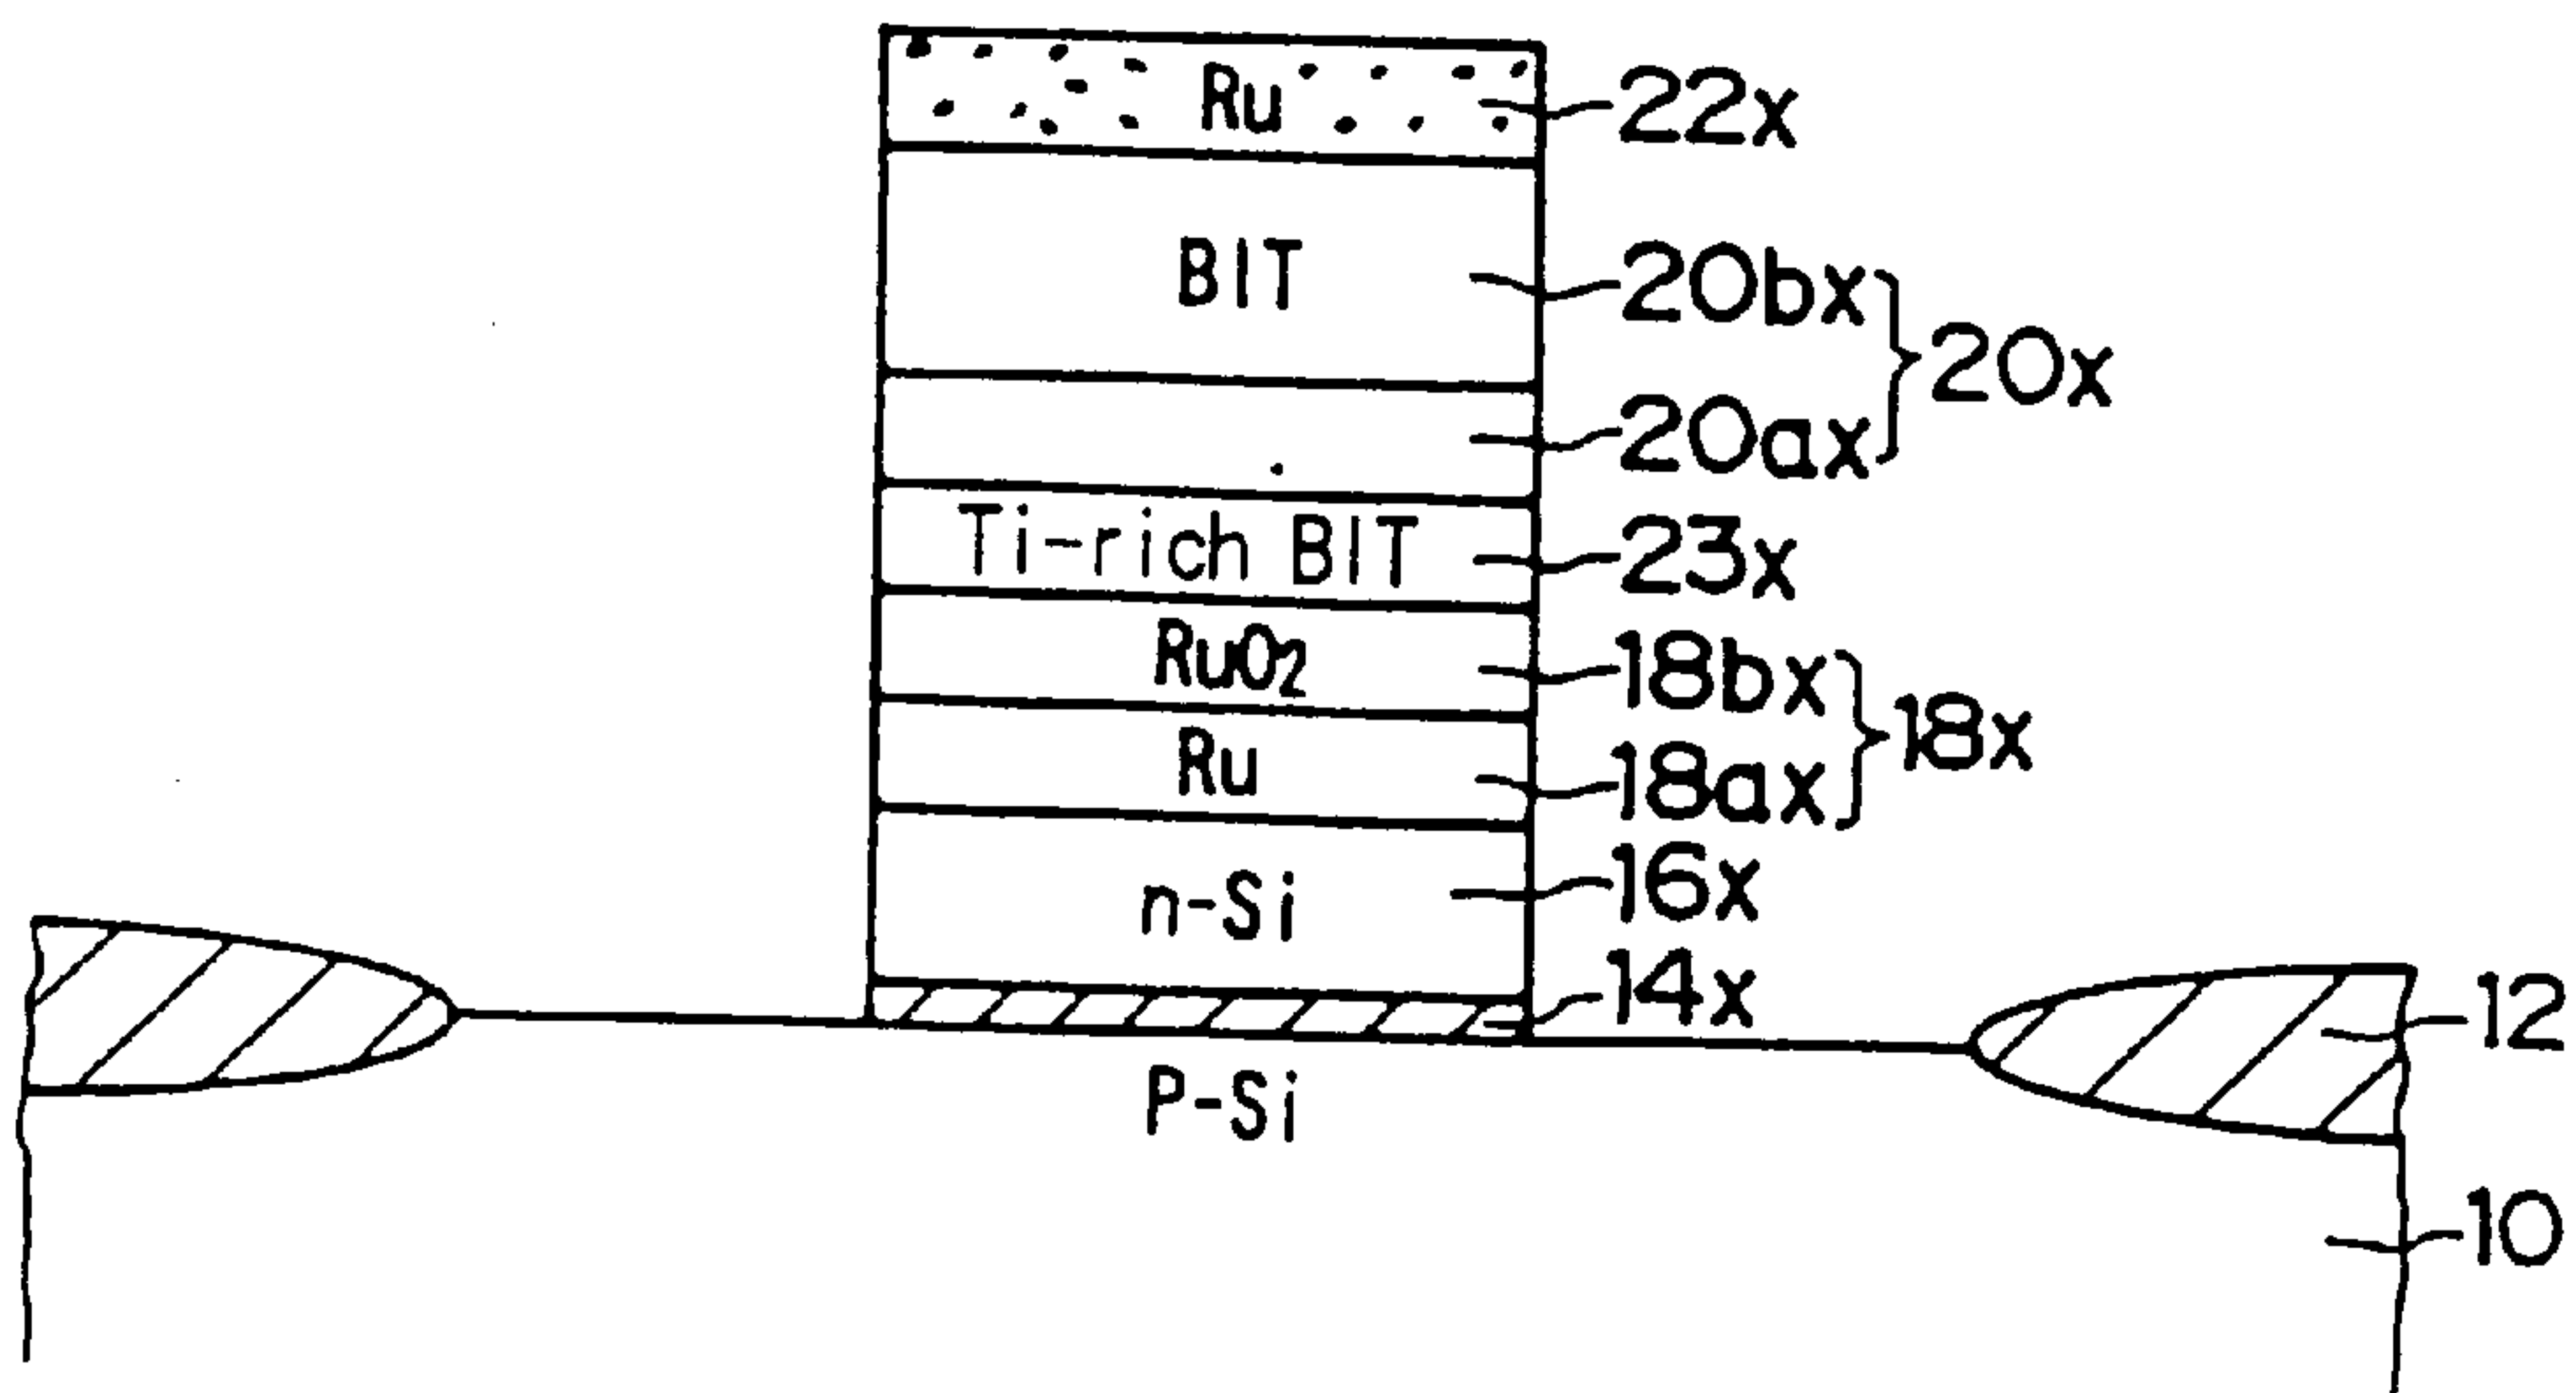 Ru 22x
BIT 20bx
20x
20ax
Ti-rich BIT 23x
RuO2 18bx
18x
Ru 18ax
n-Si 16x
14x
12
P-Si
10